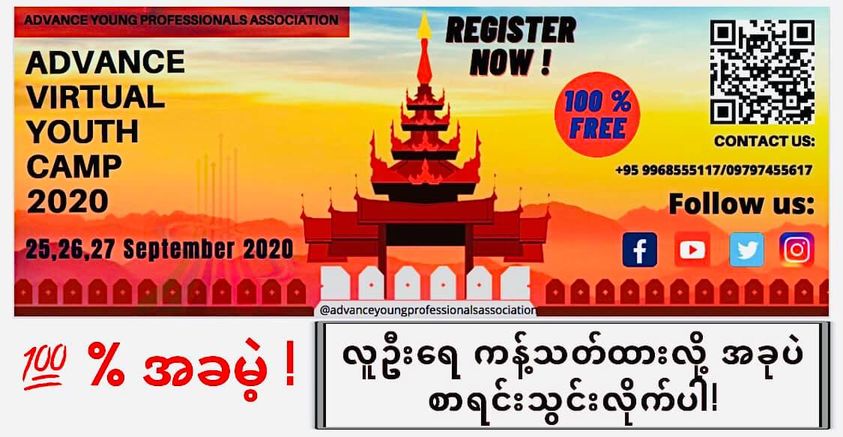 ADVANCE YOUNG PROFESSIONALS ASSOCIATION
ADVANCE
VIRTUAL
YOUTH
CAMP
2020
25,26,27 September 2020
REGISTER
NOW !
100 %
FREE
CONTACT US:
+95 9968555117/09797455617
Follow us:
@advanceyoungprofessionalsassociation
💯 % အခမဲ့ !
လူဦးရေ ကန့်သတ်ထားလို့ အခုပဲ
စာရင်းသွင်းလိုက်ပါ!